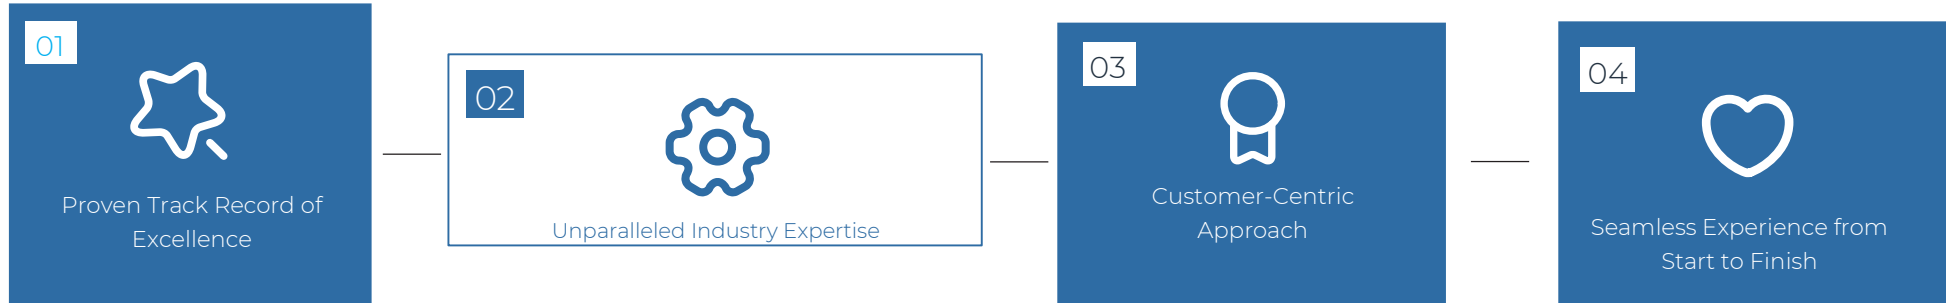 01
Proven Track Record of
Excellence
02
Unparalleled Industry Expertise
03
Customer-Centric
Approach
04
Seamless Experience from
Start to Finish